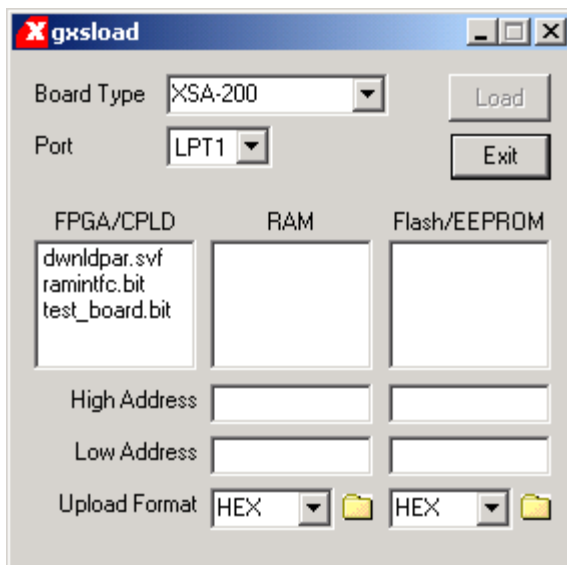 gxsload
Board Type XSA-200 Load
Port LPT1 Exit
FPGA/CPLD RAM Flash/EEPROM
dwnldpar.svf
ramintfc.bit
test_board.bit
High Address
Low Address
Upload Format HEX HEX